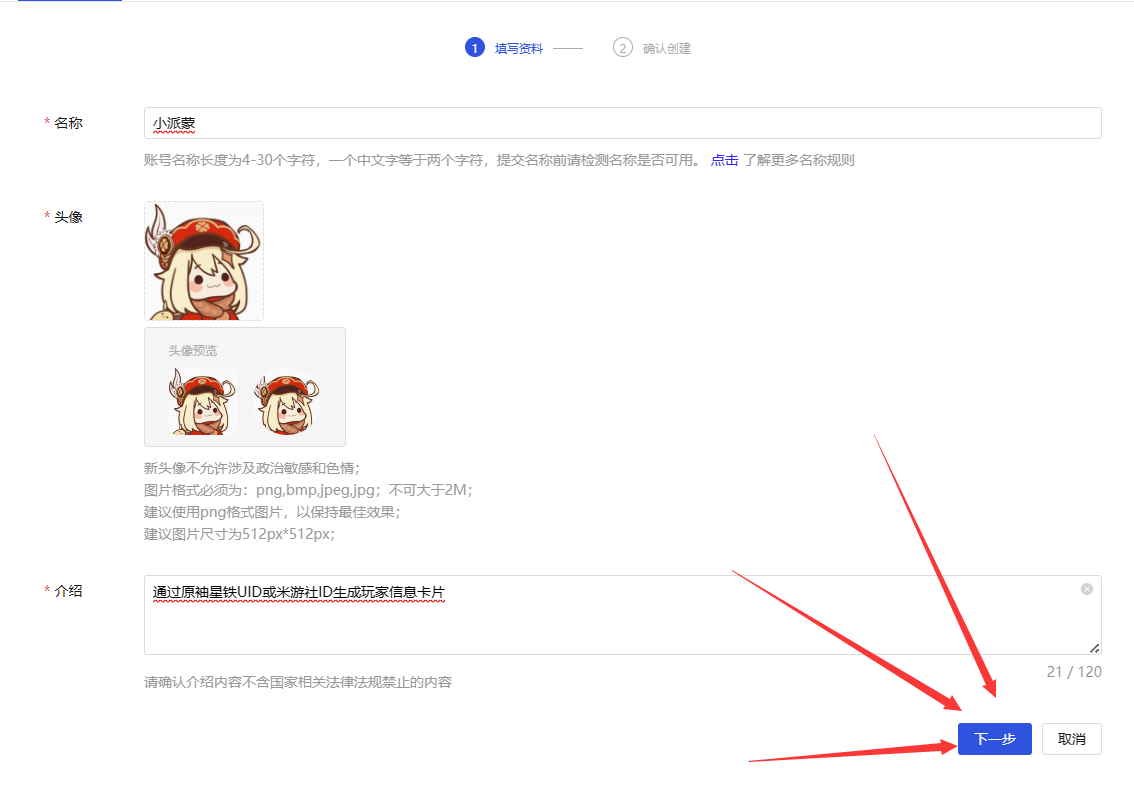 1 填写资料 2 确认创建
* 名称 小派蒙
账号名称长度为4-30个字符，一个中文字等于两个字符，提交名称前请检测名称是否可用。 点击 了解更多名称规则
* 头像
头像预览
新头像不允许涉及政治敏感和色情；
图片格式必须为：png,bmp,jpeg,jpg；不可大于2M；
建议使用png格式图片，以保持最佳效果；
建议图片尺寸为512px*512px；
* 介绍 通过原袖星铁UID或米游社ID生成玩家信息卡片
21 / 120
请确认介绍内容不含国家相关法律法规禁止的内容
下一步 取消